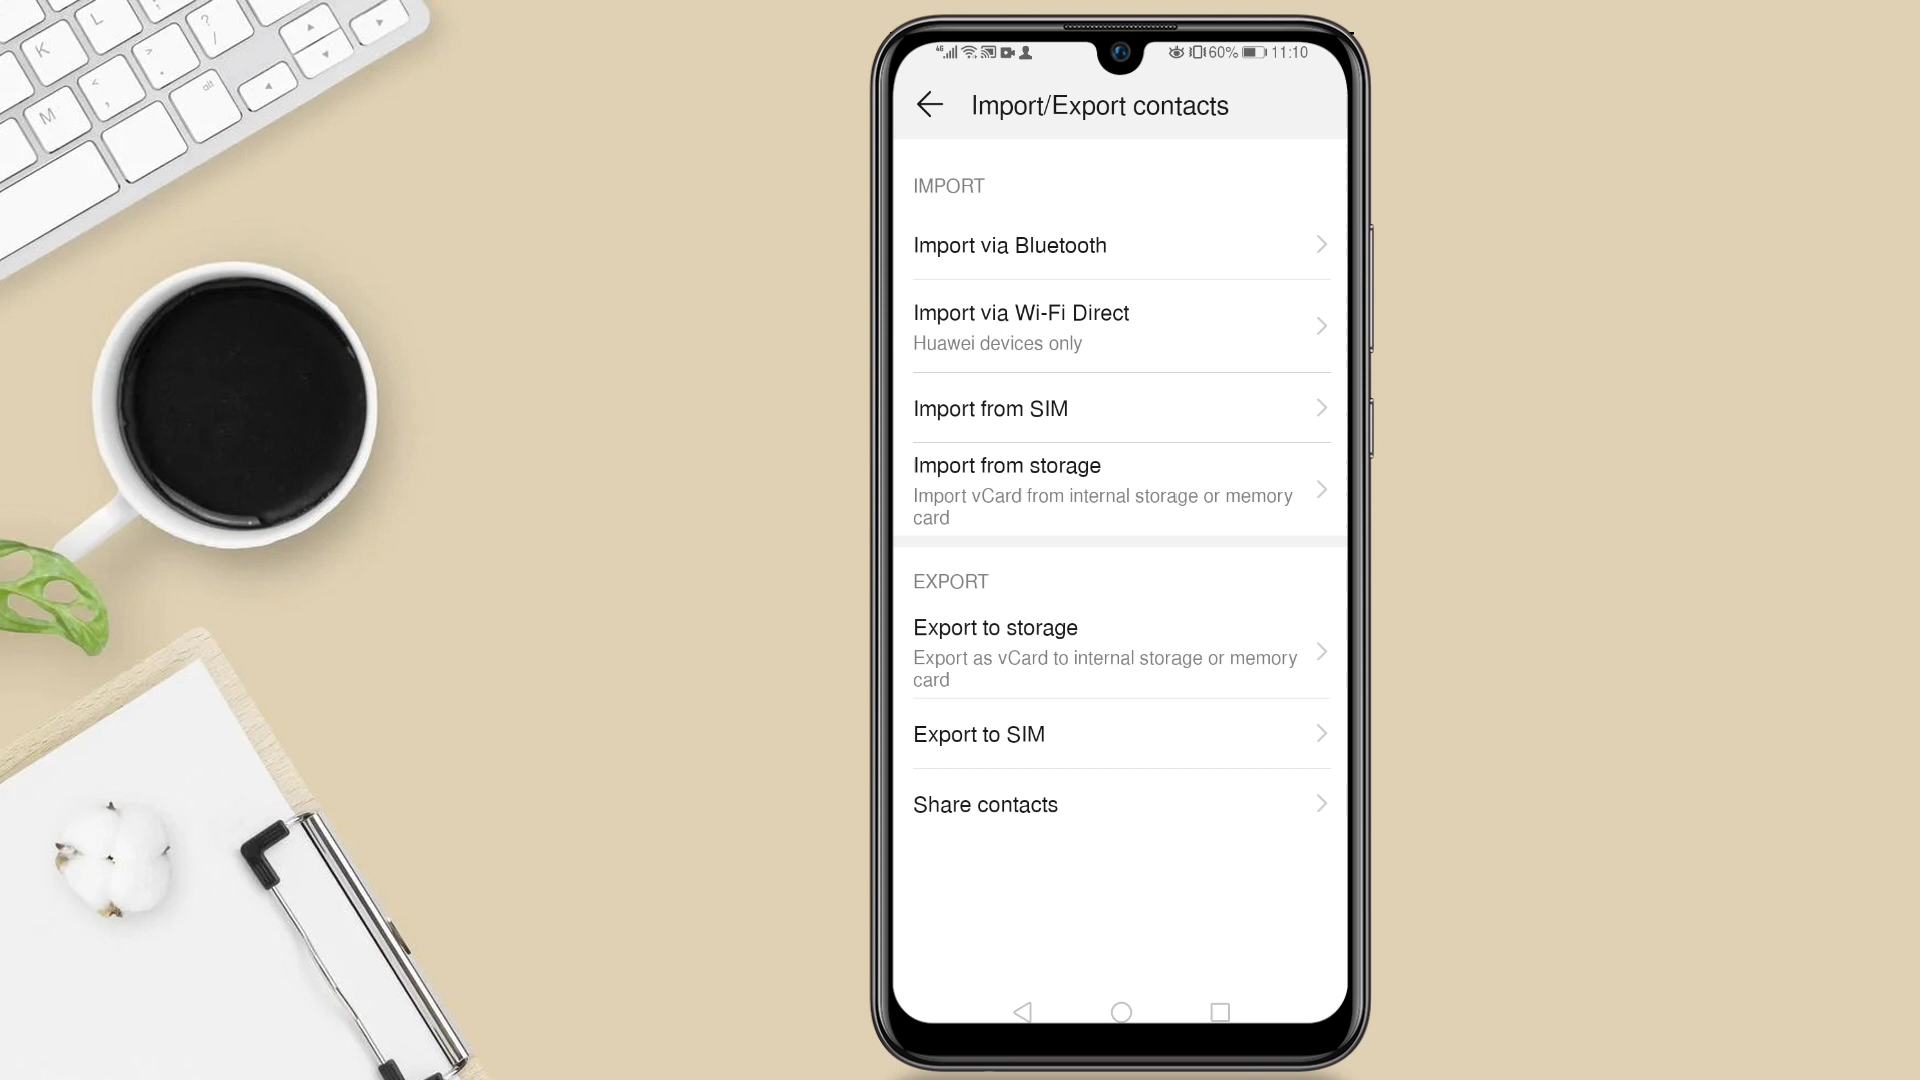 L
K
?
/
>
.
<
,
alt
M
4G 60% 11:10
Import/Export contacts
IMPORT
Import via Bluetooth
Import via Wi-Fi Direct
Huawei devices only
Import from SIM
Import from storage
Import vCard from internal storage or memory
card
EXPORT
Export to storage
Export as vCard to internal storage or memory
card
Export to SIM
Share contacts